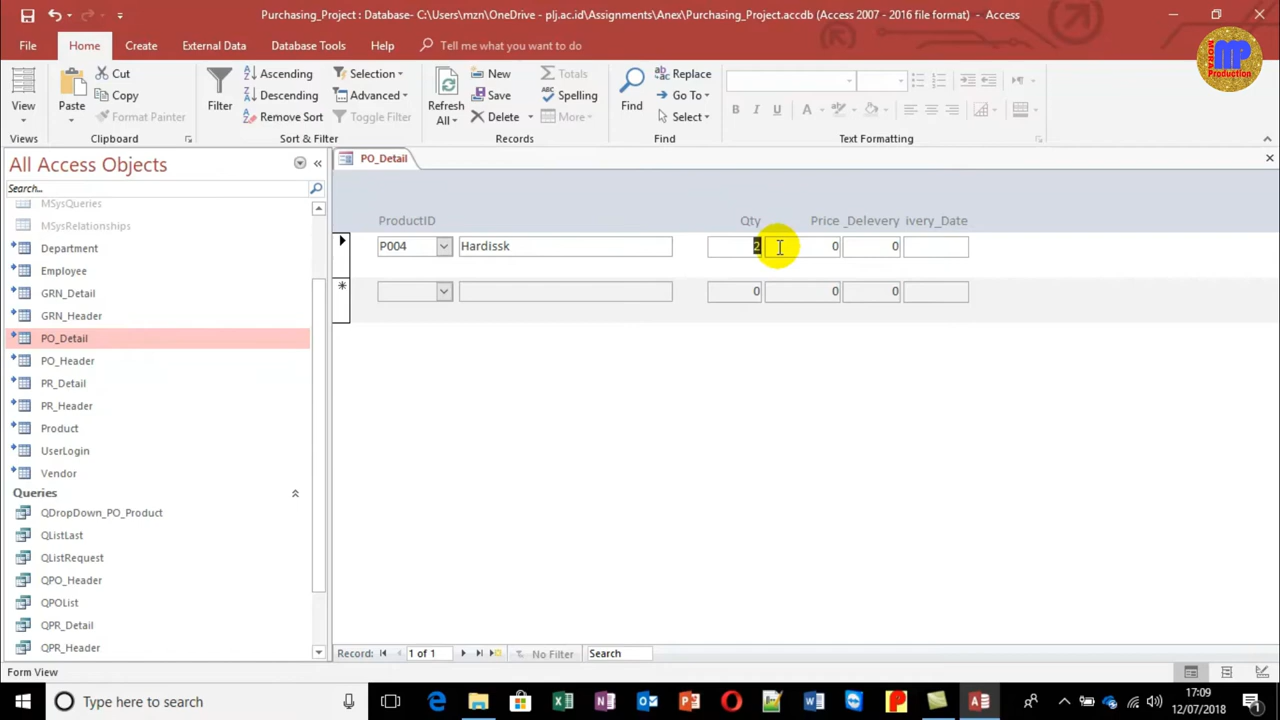 Purchasing_Project : Database- C:\Users\mzn\OneDrive - plj.ac.id\Assignments\Anex\Purchasing_Project.accdb (Access 2007 - 2016 file format) - Access
File Home Create External Data Database Tools Help Tell me what you want to do
MORA MP Production
View
Views
Paste
Cut
Copy
Format Painter
Clipboard
Filter
Ascending
Descending
Remove Sort
Selection
Advanced
Toggle Filter
Sort & Filter
Refresh
All
New
Save
Delete
Totals
Spelling
More
Records
Find
Replace
Go To
Select
Find
B I U A
Text Formatting
All Access Objects
Search...
MSysQueries
MSysRelationships
Department
Employee
GRN_Detail
GRN_Header
PO_Detail
PO_Header
PR_Detail
PR_Header
Product
UserLogin
Vendor
Queries
QDropDown_PO_Product
QListLast
QListRequest
QPO_Header
QPOList
QPR_Detail
QPR_Header
PO_Detail
ProductID Qty Price _Delevery ivery_Date
P004 Hardissk 2 0 0
0 0 0
Record: 1 of 1 No Filter Search
Form View
Type here to search
17:09
12/07/2018